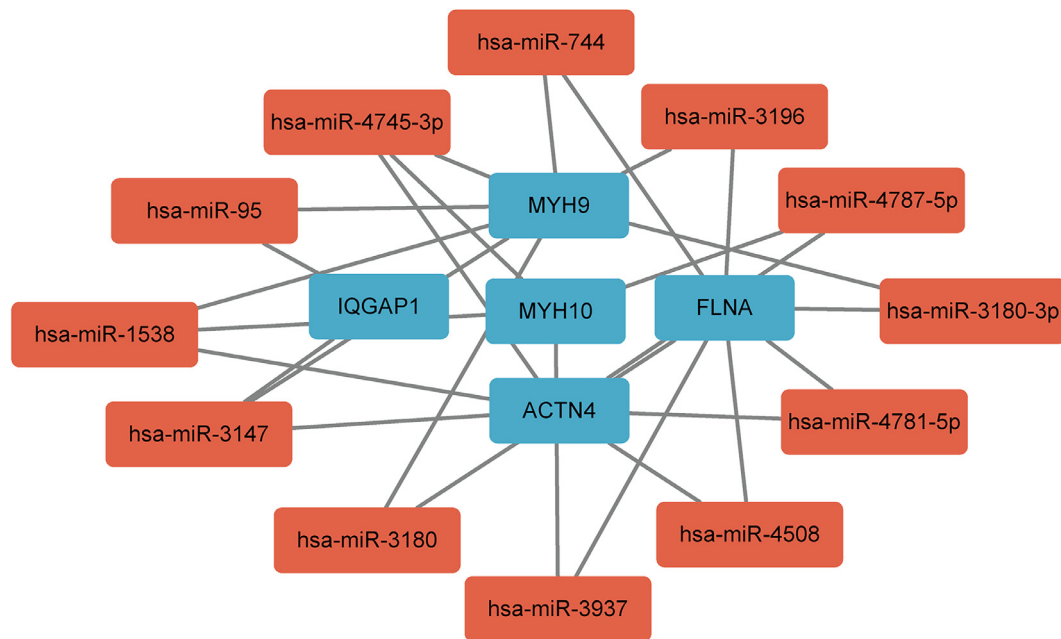 hsa-miR-744
hsa-miR-4745-3p
hsa-miR-3196
hsa-miR-95
MYH9
hsa-miR-4787-5p
IQGAP1
MYH10
FLNA
hsa-miR-3180-3p
hsa-miR-1538
ACTN4
hsa-miR-3147
hsa-miR-4781-5p
hsa-miR-3180
hsa-miR-4508
hsa-miR-3937